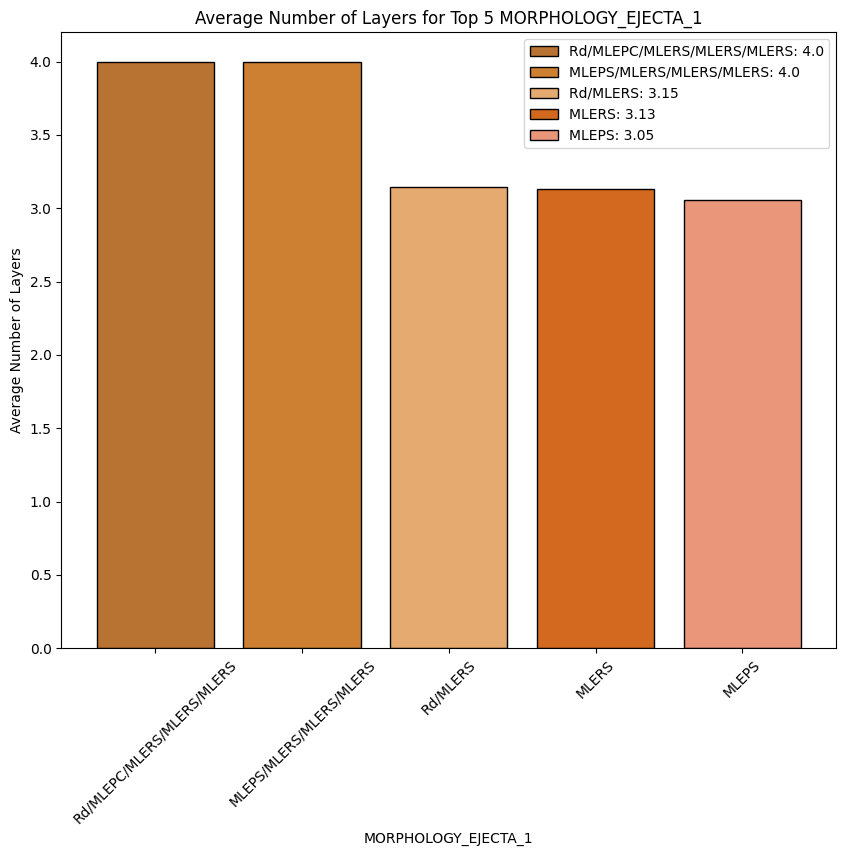 Average Number of Layers for Top 5 MORPHOLOGY_EJECTA_1
Rd/MLEPC/MLERS/MLERS/MLERS: 4.0
MLEPS/MLERS/MLERS/MLERS: 4.0
Rd/MLERS: 3.15
MLERS: 3.13
MLEPS: 3.05
Average Number of Layers
4.0
3.5
3.0
2.5
2.0
1.5
1.0
0.5
0.0
Rd/MLEPC/MLERS/MLERS/MLERS
MLEPS/MLERS/MLERS/MLERS
Rd/MLERS
MLERS
MLEPS
MORPHOLOGY_EJECTA_1